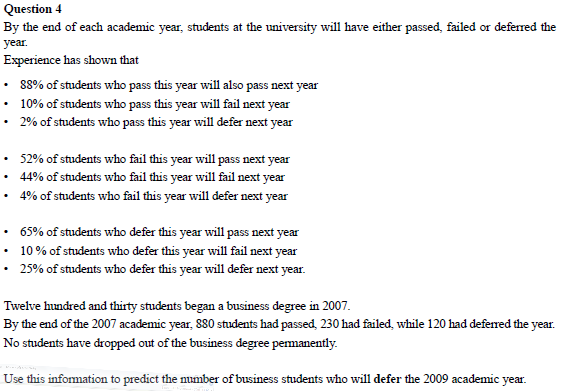 Question 4
By the end of each academic year, students at the university will have either passed, failed or deferred the
year.
Experience has shown that
• 88% of students who pass this year will also pass next year
• 10% of students who pass this year will fail next year
• 2% of students who pass this year will defer next year
• 52% of students who fail this year will pass next year
• 44% of students who fail this year will fail next year
• 4% of students who fail this year will defer next year
• 65% of students who defer this year will pass next year
• 10 % of students who defer this year will fail next year
• 25% of students who defer this year will defer next year.
Twelve hundred and thirty students began a business degree in 2007.
By the end of the 2007 academic year, 880 students had passed, 230 had failed, while 120 had deferred the year.
No students have dropped out of the business degree permanently.
Use this information to predict the number of business students who will defer the 2009 academic year.